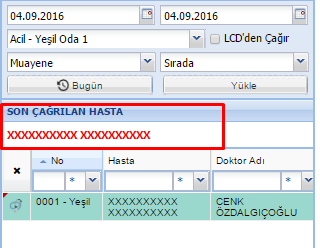 04.09.2016 04.09.2016
Acil - Yeşil Oda 1 LCD'den Çağır
Muayene Sırada
Bugün Yükle
SON ÇAĞRILAN HASTA
XXXXXXXXXX XXXXXXXXXX
No Hasta Doktor Adı
* *
0001 - Yeşil XXXXXXXXXX CENK
XXXXXXXXXX ÖZDALGIÇOĞLU